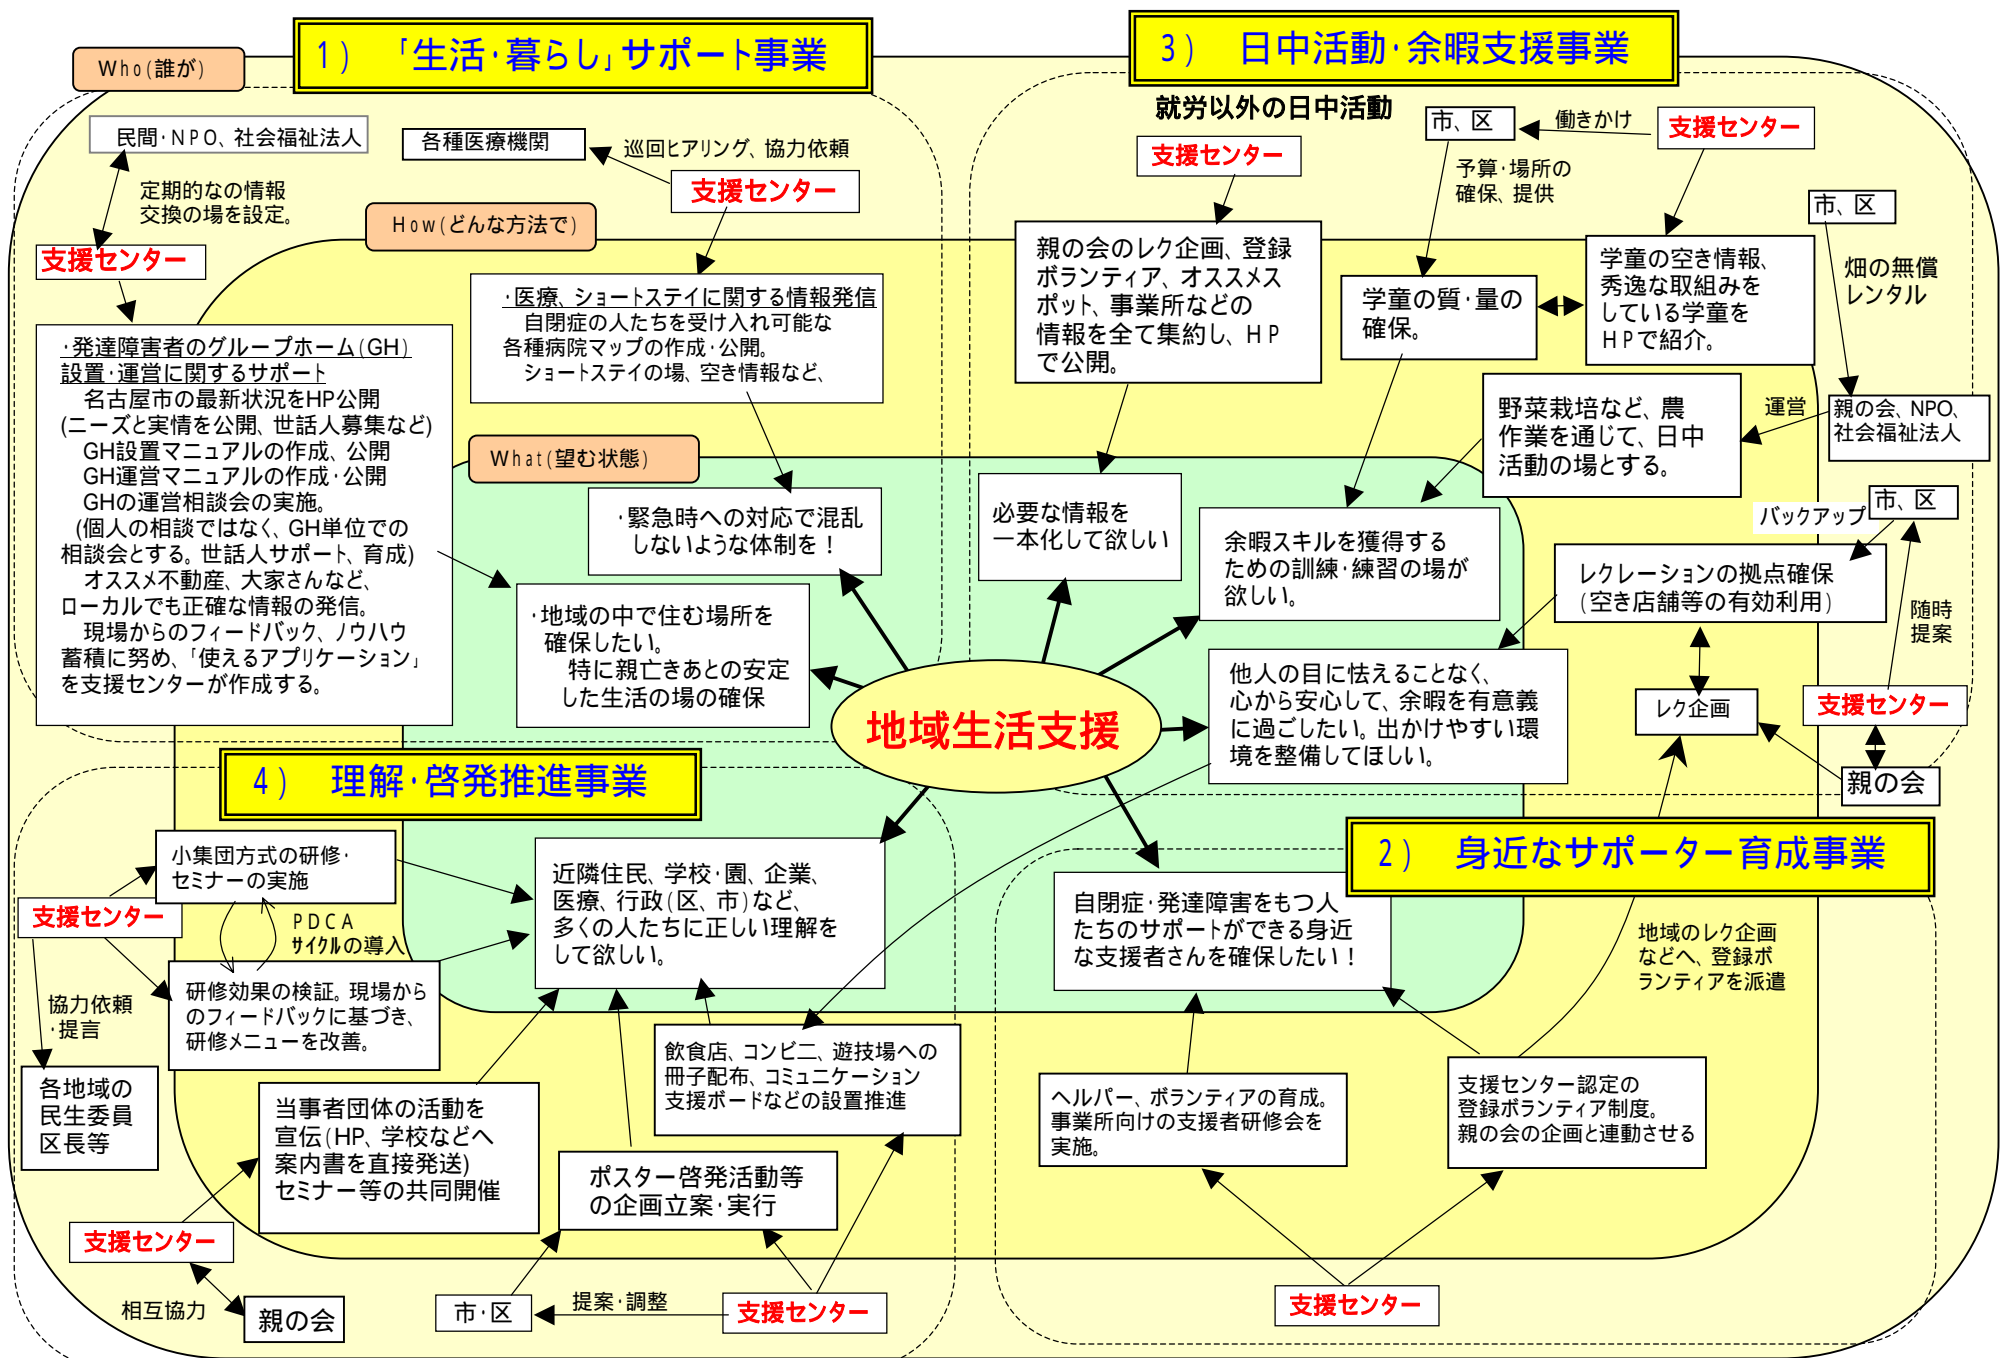 1) 「生活・暮らし」サポート事業
3) 日中活動・余暇支援事業
Who(誰が)
民間・NPO、社会福祉法人
各種医療機関
巡回ヒアリング、協力依頼
支援センター
定期的なの情報
交換の場を設定。
支援センター
How(どんな方法で)
・医療、ショートステイに関する情報発信
自閉症の人たちを受け入れ可能な
各種病院マップの作成・公開。
ショートステイの場、空き情報など、
・発達障害者のグループホーム(GH)
設置・運営に関するサポート
名古屋市の最新状況をHP公開
(ニーズと実情を公開、世話人募集など)
GH設置マニュアルの作成、公開
GH運営マニュアルの作成・公開
GHの運営相談会の実施。
(個人の相談ではなく、GH単位での
相談会とする。世話人サポート、育成)
オススメ不動産、大家さんなど、
ローカルでも正確な情報の発信。
現場からのフィードバック、ノウハウ
蓄積に努め、「使えるアプリケーション」
を支援センターが作成する。
What(望む状態)
・緊急時への対応で混乱
しないような体制を!
・地域の中で住む場所を
確保したい。
特に親亡きあとの安定
した生活の場の確保
就労以外の日中活動
支援センター
市、区
働きかけ
支援センター
予算・場所の
確保、提供
市、区
親の会のレク企画、登録
ボランティア、オススメス
ポット、事業所などの
情報を全て集約し、HP
で公開。
学童の質・量の
確保。
学童の空き情報、
秀逸な取組みを
している学童を
HPで紹介。
畑の無償
レンタル
野菜栽培など、農
作業を通じて、日中
活動の場とする。
運営
親の会、NPO、
社会福祉法人
必要な情報を
一本化して欲しい
余暇スキルを獲得する
ための訓練・練習の場が
欲しい。
バックアップ
市、区
レクレーションの拠点確保
(空き店舗等の有効利用)
随時
提案
他人の目に怯えることなく、
心から安心して、余暇を有意義
に過ごしたい。出かけやすい環
境を整備してほしい。
レク企画
支援センター
親の会
地域生活支援
4) 理解・啓発推進事業
2) 身近なサポーター育成事業
小集団方式の研修・
セミナーの実施
支援センター
PDCA
サイクルの導入
研修効果の検証。現場から
のフィードバックに基づき、
研修メニューを改善。
協力依頼
・提言
各地域の
民生委員
区長等
近隣住民、学校・園、企業、
医療、行政(区、市)など、
多くの人たちに正しい理解を
して欲しい。
当事者団体の活動を
宣伝(HP、学校などへ
案内書を直接発送)
セミナー等の共同開催
飲食店、コンビ二、遊技場への
冊子配布、コミュニケーション
支援ボードなどの設置推進
ポスター啓発活動等
の企画立案・実行
支援センター
相互協力
親の会
市・区
提案・調整
支援センター
自閉症・発達障害をもつ人
たちのサポートができる身近
な支援者さんを確保したい!
地域のレク企画
などへ、登録ボ
ランティアを派遣
ヘルパー、ボランティアの育成。
事業所向けの支援者研修会を
実施。
支援センター認定の
登録ボランティア制度。
親の会の企画と連動させる
支援センター